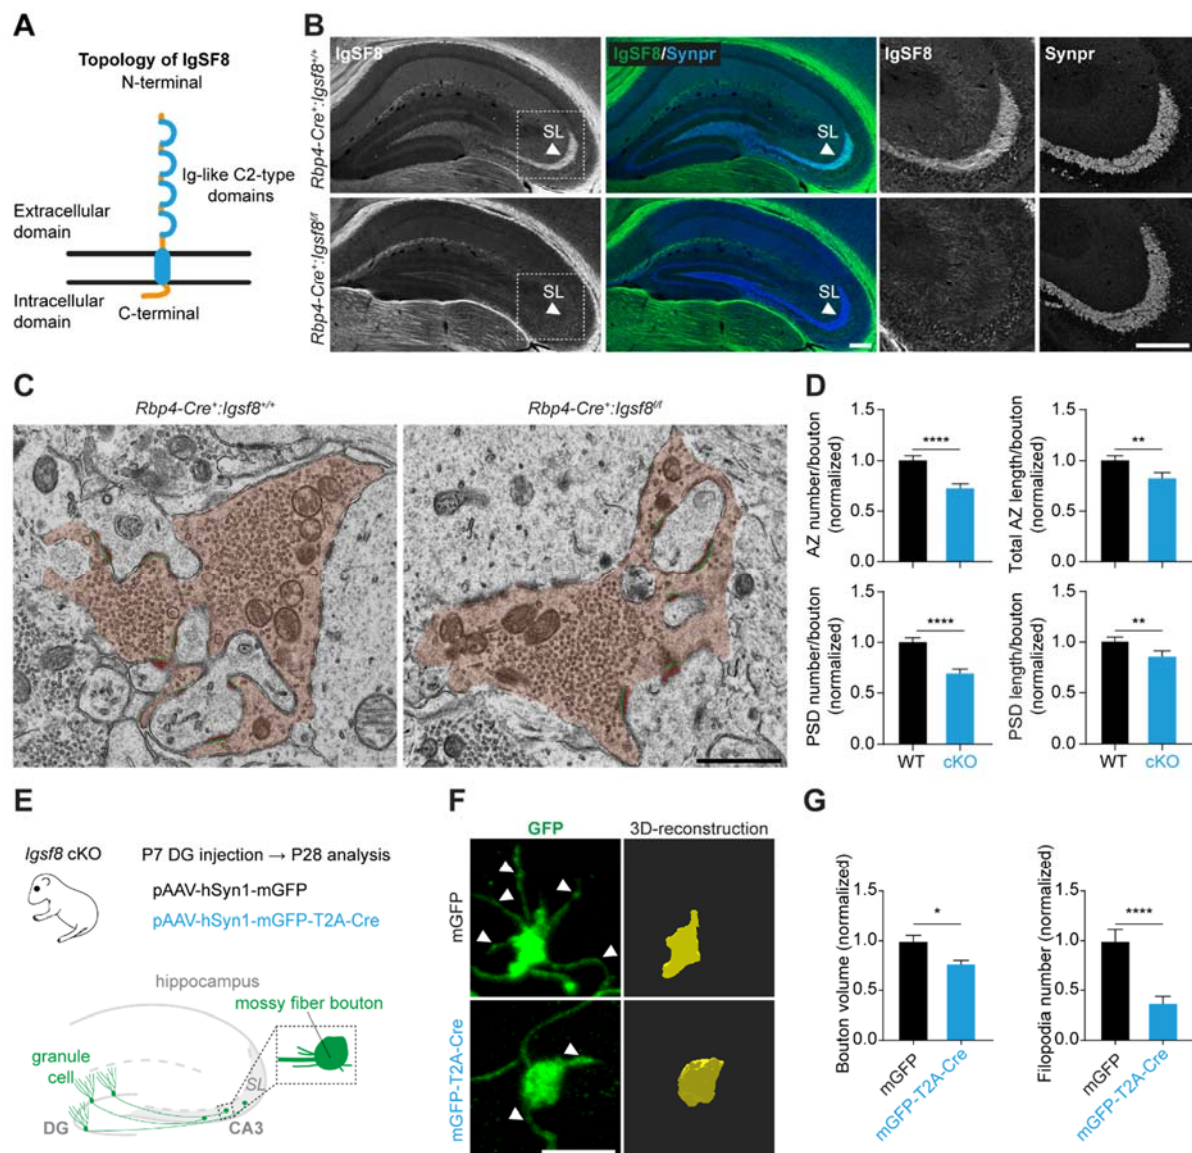 A
Topology of IgSF8
N-terminal
Ig-like C2-type
domains
Extracellular
domain
Intracellular
domain
C-terminal
B
Rbp4-Cre⁺:Igsf8⁺/⁺
Rbp4-Cre⁺:Igsf8f/f
IgSF8
IgSF8/Synpr
IgSF8
Synpr
SL
SL
SL
SL
C
Rbp4-Cre⁺:Igsf8⁺/⁺
Rbp4-Cre⁺:Igsf8f/f
D
AZ number/bouton
(normalized)
1.5
1.0
0.5
0.0
****
Total AZ length/bouton
(normalized)
1.5
1.0
0.5
0.0
**
PSD number/bouton
(normalized)
1.5
1.0
0.5
0
****
WT
cKO
PSD length/bouton
(normalized)
1.5
1.0
0.5
0
**
WT
cKO
E
Igsf8 cKO
P7 DG injection → P28 analysis
pAAV-hSyn1-mGFP
pAAV-hSyn1-mGFP-T2A-Cre
hippocampus
mossy fiber bouton
granule
cell
SL
DG
CA3
F
GFP
3D-reconstruction
mGFP
mGFP-T2A-Cre
G
Bouton volume (normalized)
1.5
1.0
0.5
0.0
*
mGFP
mGFP-T2A-Cre
Filopodia number (normalized)
1.5
1.0
0.5
0.0
****
mGFP
mGFP-T2A-Cre